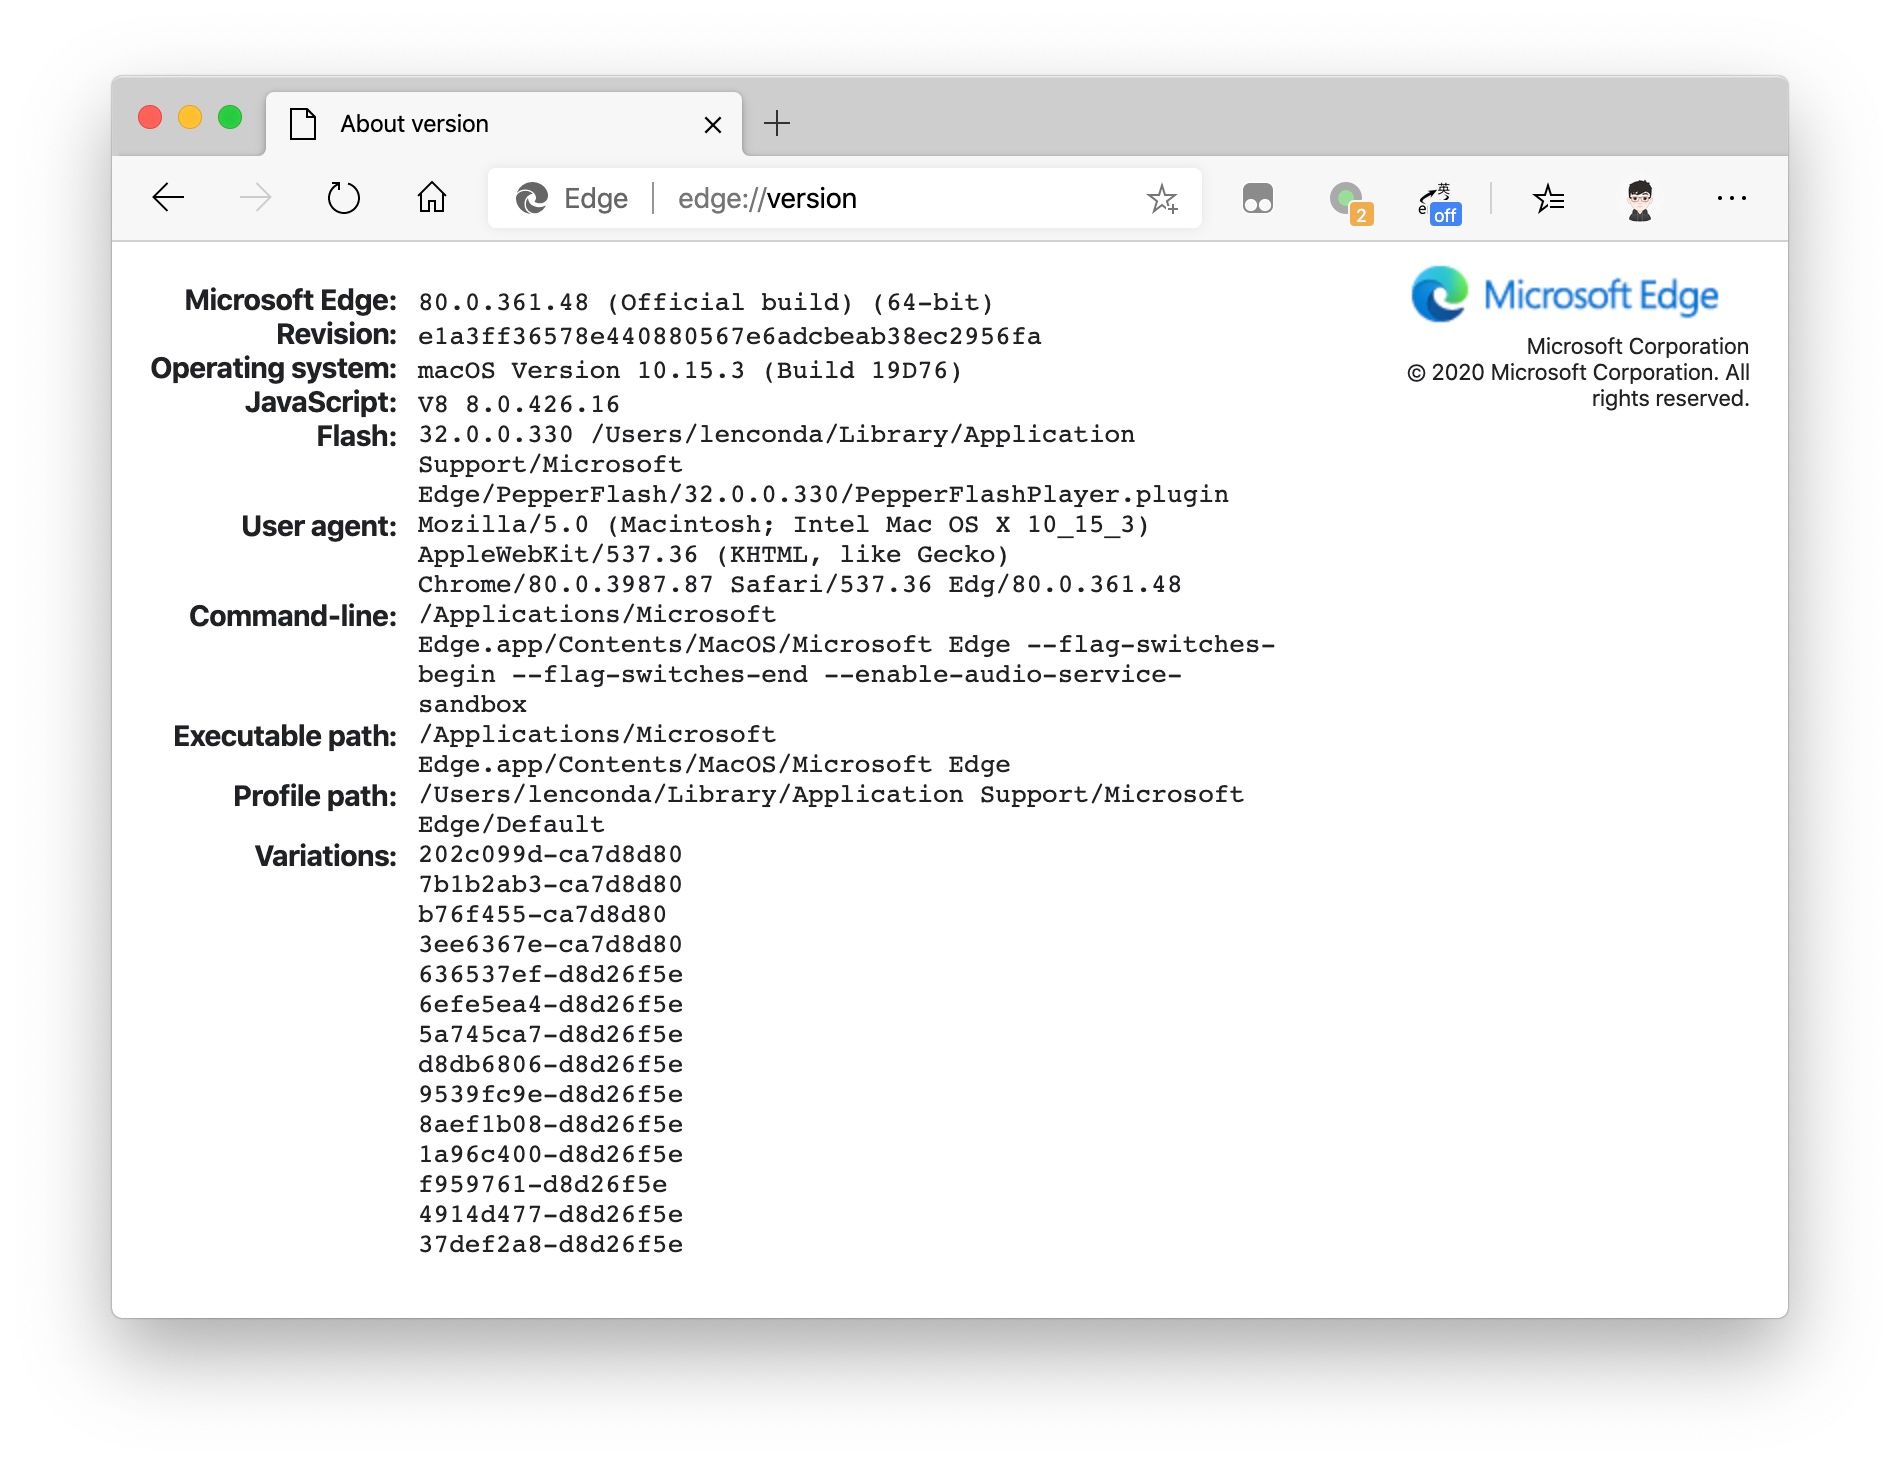 About version
Edge | edge://version
2
英
off
Microsoft Edge
Microsoft Corporation
© 2020 Microsoft Corporation. All
rights reserved.
Microsoft Edge: 80.0.361.48 (Official build) (64-bit)
Revision: e1a3ff36578e440880567e6adcbeab38ec2956fa
Operating system: macOS Version 10.15.3 (Build 19D76)
JavaScript: V8 8.0.426.16
Flash: 32.0.0.330 /Users/lenconda/Library/Application
Support/Microsoft
Edge/PepperFlash/32.0.0.330/PepperFlashPlayer.plugin
User agent: Mozilla/5.0 (Macintosh; Intel Mac OS X 10_15_3)
AppleWebKit/537.36 (KHTML, like Gecko)
Chrome/80.0.3987.87 Safari/537.36 Edg/80.0.361.48
Command-line: /Applications/Microsoft
Edge.app/Contents/MacOS/Microsoft Edge --flag-switches-
begin --flag-switches-end --enable-audio-service-
sandbox
Executable path: /Applications/Microsoft
Edge.app/Contents/MacOS/Microsoft Edge
Profile path: /Users/lenconda/Library/Application Support/Microsoft
Edge/Default
Variations: 202c099d-ca7d8d80
7b1b2ab3-ca7d8d80
b76f455-ca7d8d80
3ee6367e-ca7d8d80
636537ef-d8d26f5e
6efe5ea4-d8d26f5e
5a745ca7-d8d26f5e
d8db6806-d8d26f5e
9539fc9e-d8d26f5e
8aef1b08-d8d26f5e
1a96c400-d8d26f5e
f959761-d8d26f5e
4914d477-d8d26f5e
37def2a8-d8d26f5e